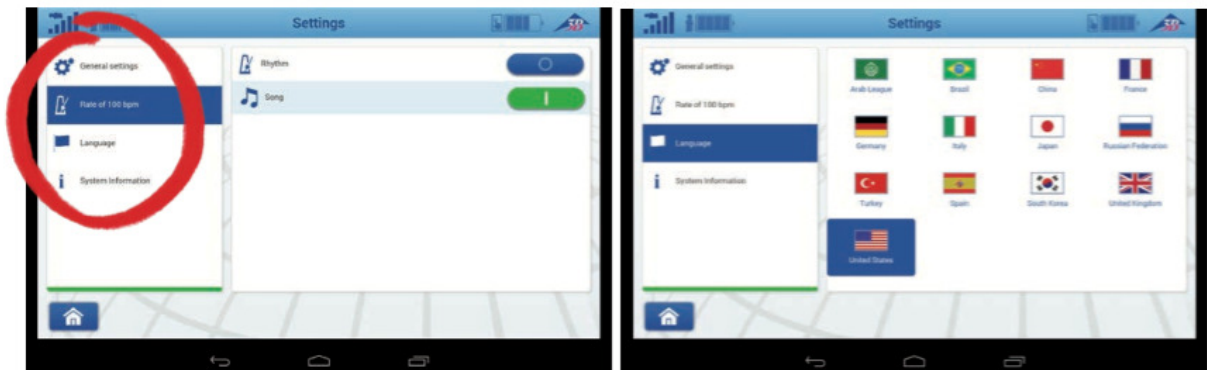 Settings
General settings
Rate of 100 bpm
Language
System Information
Rhythm
Song
3B
Settings
General settings
Rate of 100 bpm
Language
System Information
Arab League
Brazil
China
France
Germany
Italy
Japan
Russian Federation
Turkey
Spain
South Korea
United Kingdom
United States